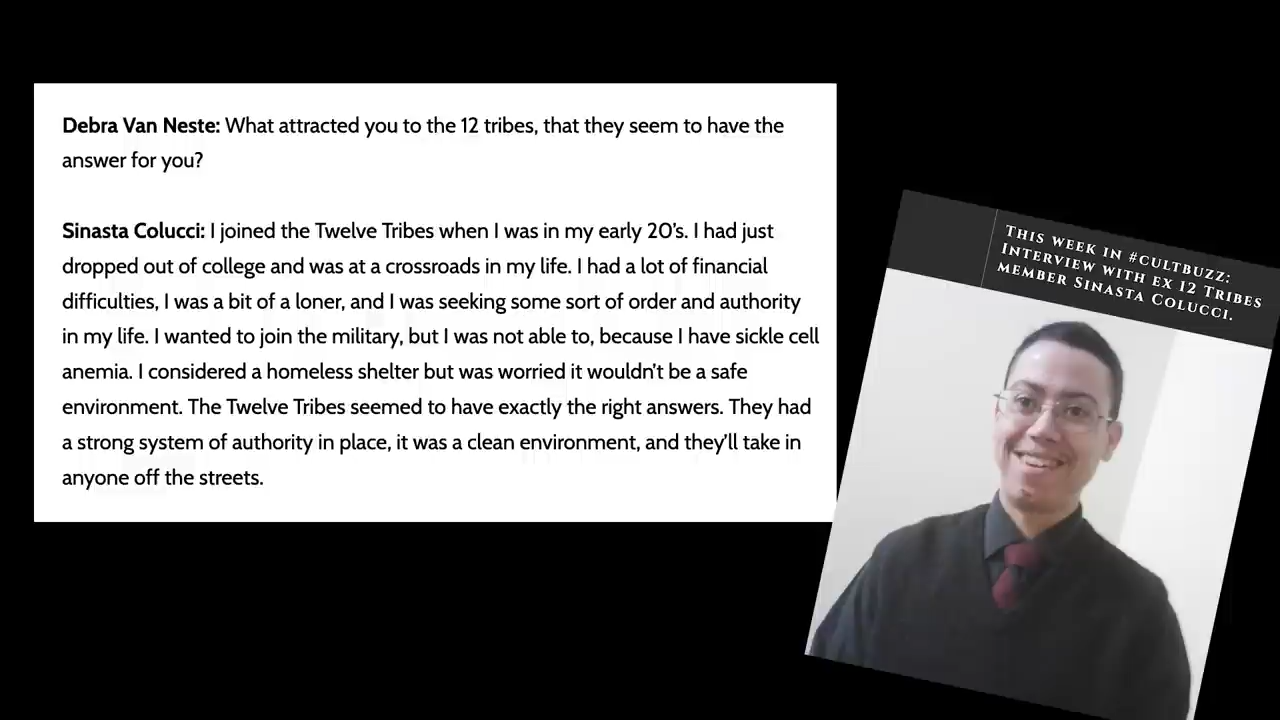 Debra Van Neste: What attracted you to the 12 tribes, that they seem to have the
answer for you?
Sinasta Colucci: I joined the Twelve Tribes when I was in my early 20's. I had just
dropped out of college and was at a crossroads in my life. I had a lot of financial
difficulties, I was a bit of a loner, and I was seeking some sort of order and authority
in my life. I wanted to join the military, but I was not able to, because I have sickle cell
anemia. I considered a homeless shelter but was worried it wouldn't be a safe
environment. The Twelve Tribes seemed to have exactly the right answers. They had
a strong system of authority in place, it was a clean environment, and they'll take in
anyone off the streets.
This week in #cultbuzz:
Interview with ex 12 Tribes
member Sinasta Colucci.